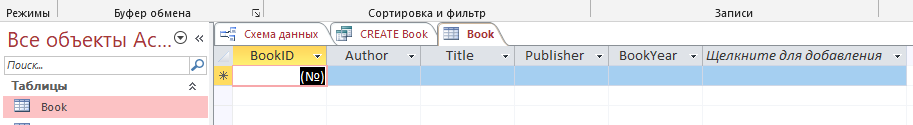 Режимы Буфер обмена Сортировка и фильтр Записи
Все объекты Ac...
Поиск...
Таблицы
Book
Схема данных CREATE Book Book
BookID Author Title Publisher BookYear Щелкните для добавления
* (№)